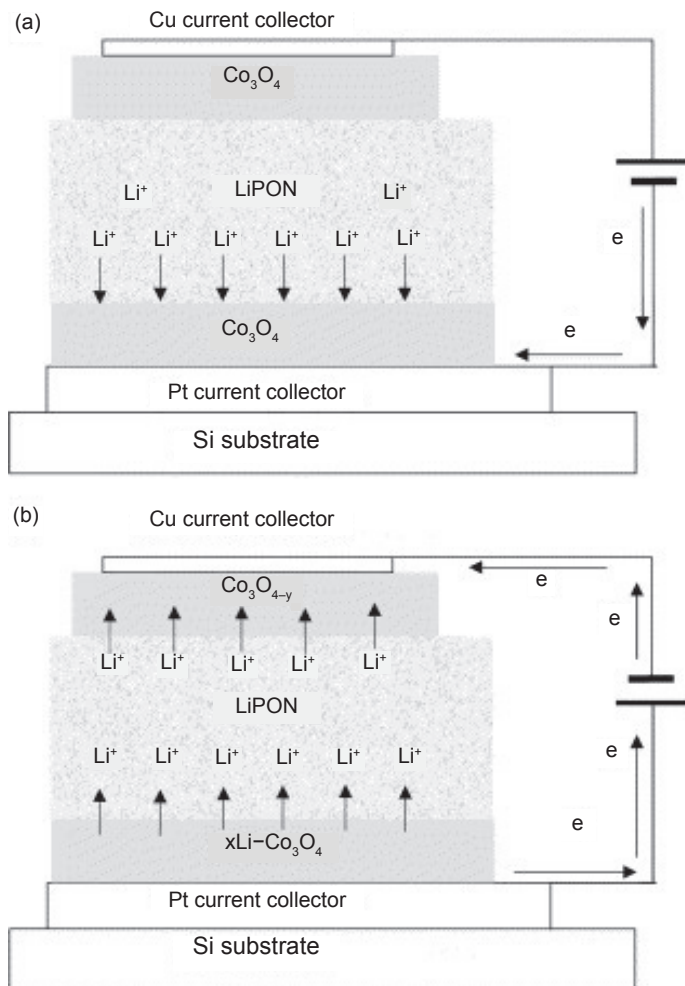 (a)
Cu current collector
Co₃O₄
Li⁺ LiPON Li⁺
Li⁺ Li⁺ Li⁺ Li⁺ Li⁺ Li⁺
e
e
Co₃O₄
Pt current collector
Si substrate
(b)
Cu current collector
e
Co₃O₄₋y
e
Li⁺ Li⁺ Li⁺ Li⁺ Li⁺
LiPON
Li⁺ Li⁺ Li⁺ Li⁺ Li⁺ Li⁺
e
e
xLi−Co₃O₄
Pt current collector
Si substrate